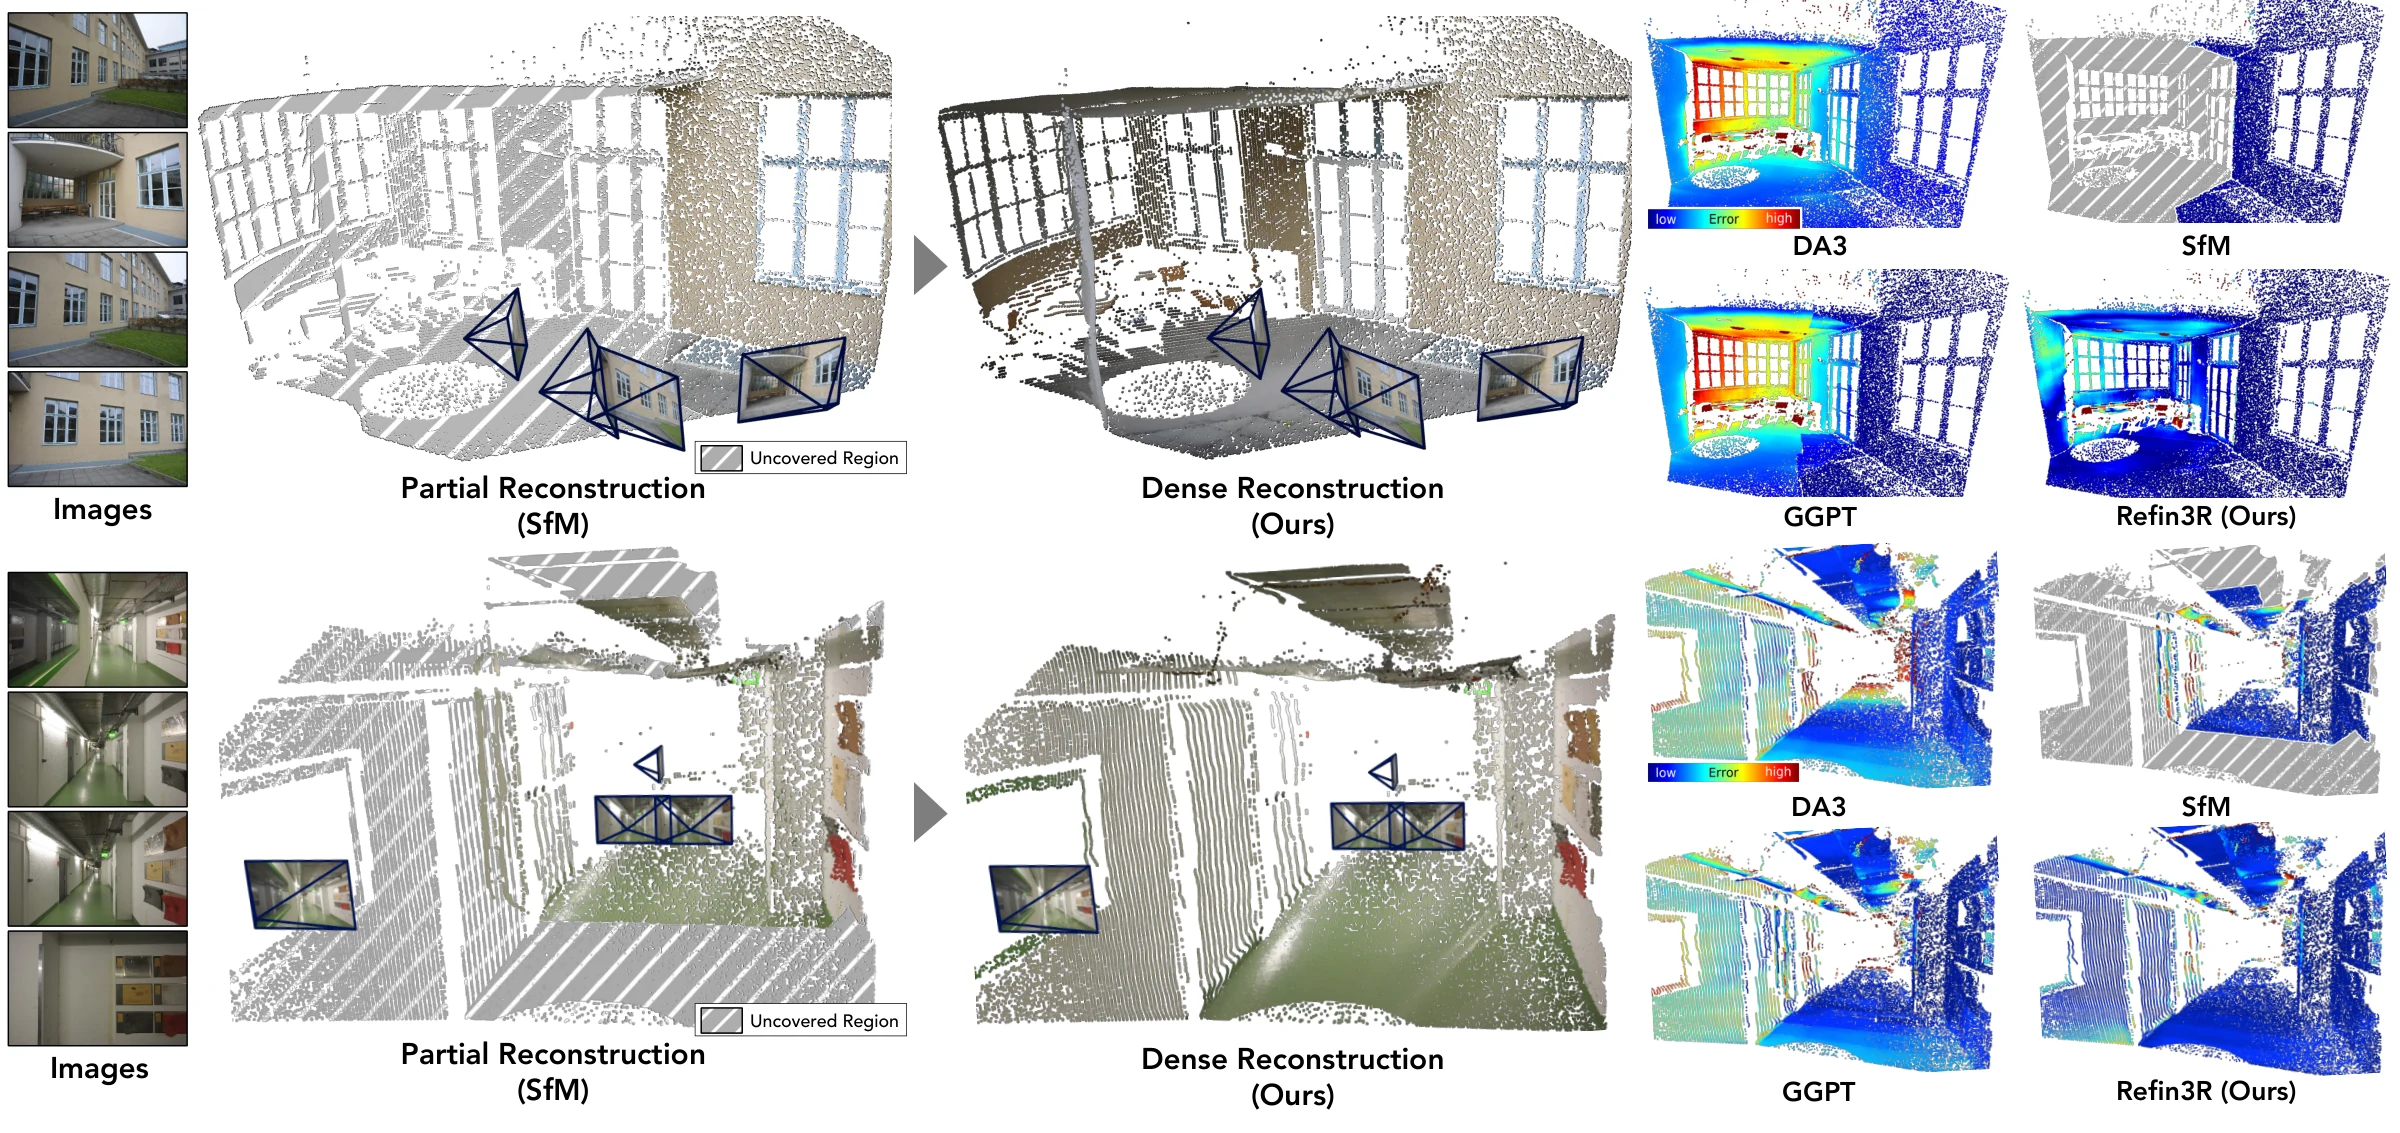 Images
Uncovered Region
Partial Reconstruction
(SfM)
Dense Reconstruction
(Ours)
low Error high
DA3
SfM
GGPT
Refin3R (Ours)
Images
Uncovered Region
Partial Reconstruction
(SfM)
Dense Reconstruction
(Ours)
low Error high
DA3
SfM
GGPT
Refin3R (Ours)